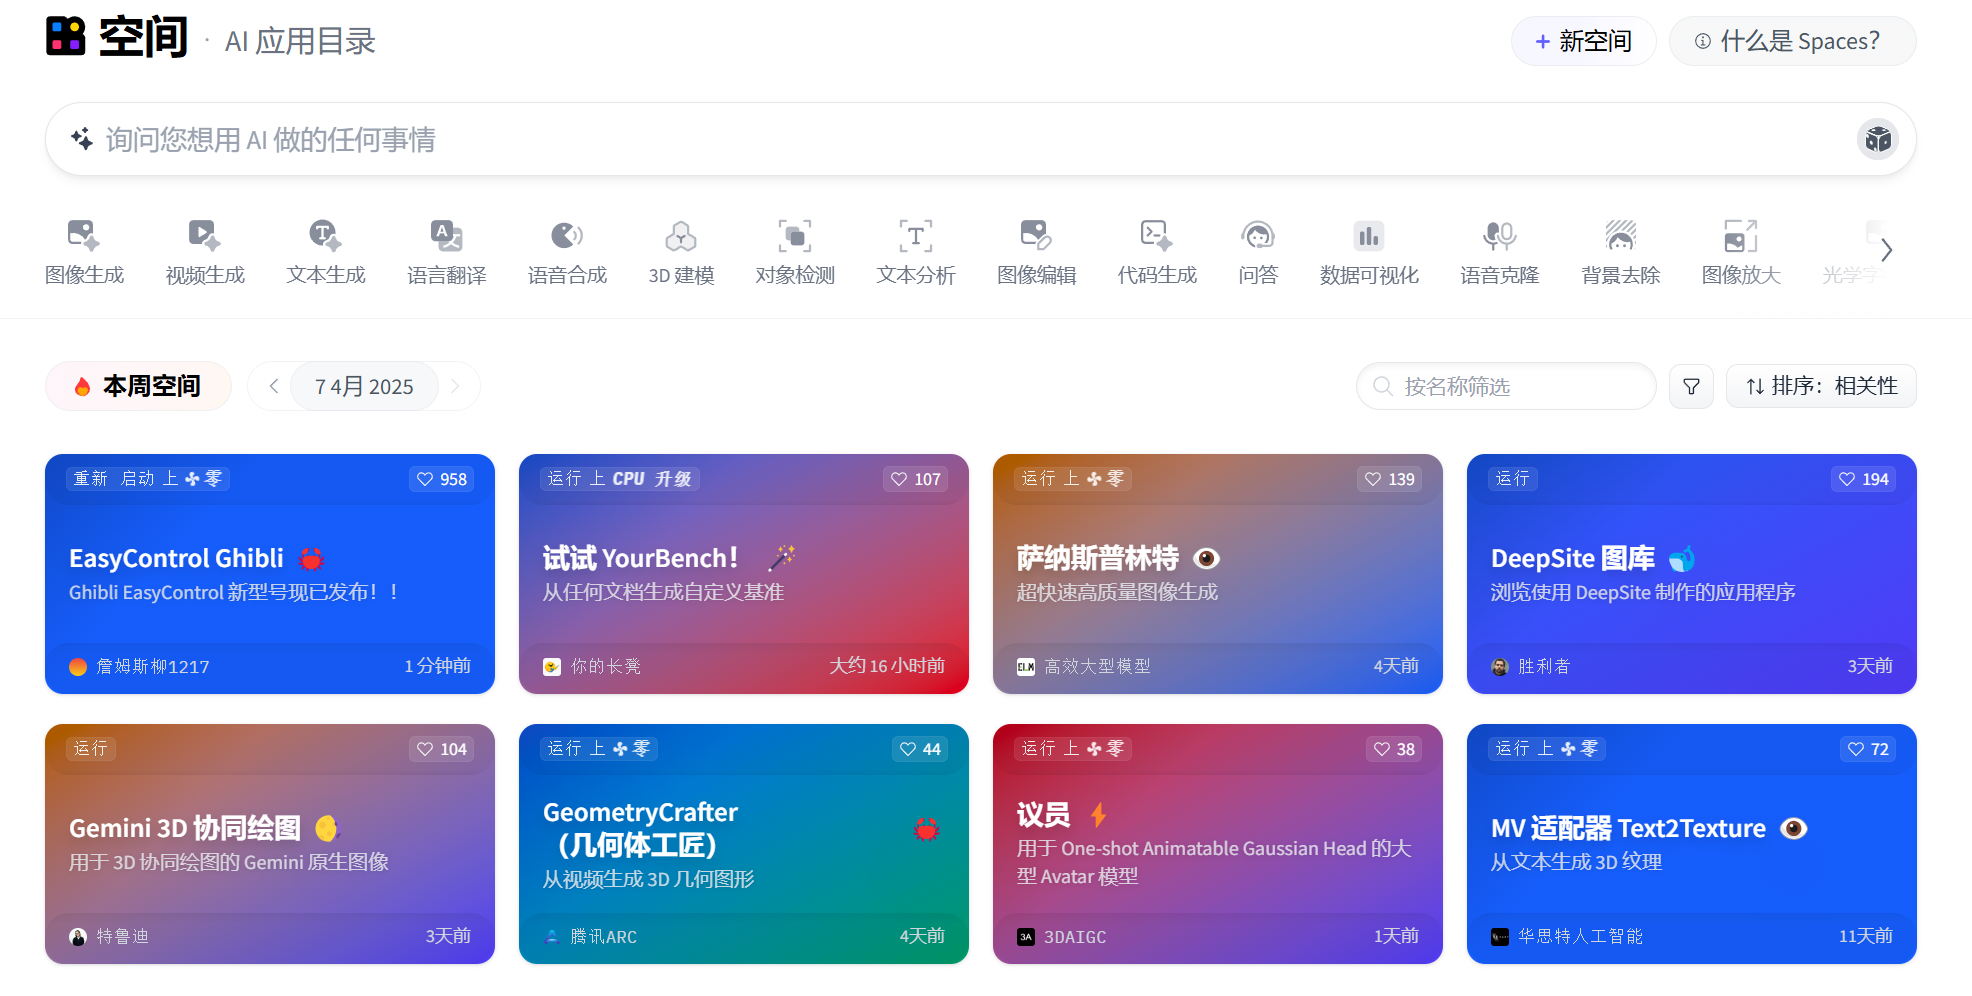 空间 · AI 应用目录
+ 新空间
什么是 Spaces？
询问您想用 AI 做的任何事情
图像生成
视频生成
文本生成
语言翻译
语音合成
3D 建模
对象检测
文本分析
图像编辑
代码生成
问答
数据可视化
语音克隆
背景去除
图像放大
光学字
本周空间
7 4月 2025
按名称筛选
排序：相关性
重新 启动 上 零
958
EasyControl Ghibli
Ghibli EasyControl 新型号现已发布！！
詹姆斯柳1217
1 分钟前
运行 上 CPU 升级
107
试试 YourBench！
从任何文档生成自定义基准
你的长凳
大约 16 小时前
运行 上 零
139
萨纳斯普林特
超快速高质量图像生成
ELM
高效大型模型
4天前
运行
194
DeepSite 图库
浏览使用 DeepSite 制作的应用程序
胜利者
3天前
运行
104
Gemini 3D 协同绘图
用于 3D 协同绘图的 Gemini 原生图像
特鲁迪
3天前
运行 上 零
44
GeometryCrafter
（几何体工匠）
从视频生成 3D 几何图形
腾讯ARC
4天前
运行 上 零
38
议员
用于 One-shot Animatable Gaussian Head 的大
型 Avatar 模型
3A
3DAIGC
1天前
运行 上 零
72
MV 适配器 Text2Texture
从文本生成 3D 纹理
华思特人工智能
11天前